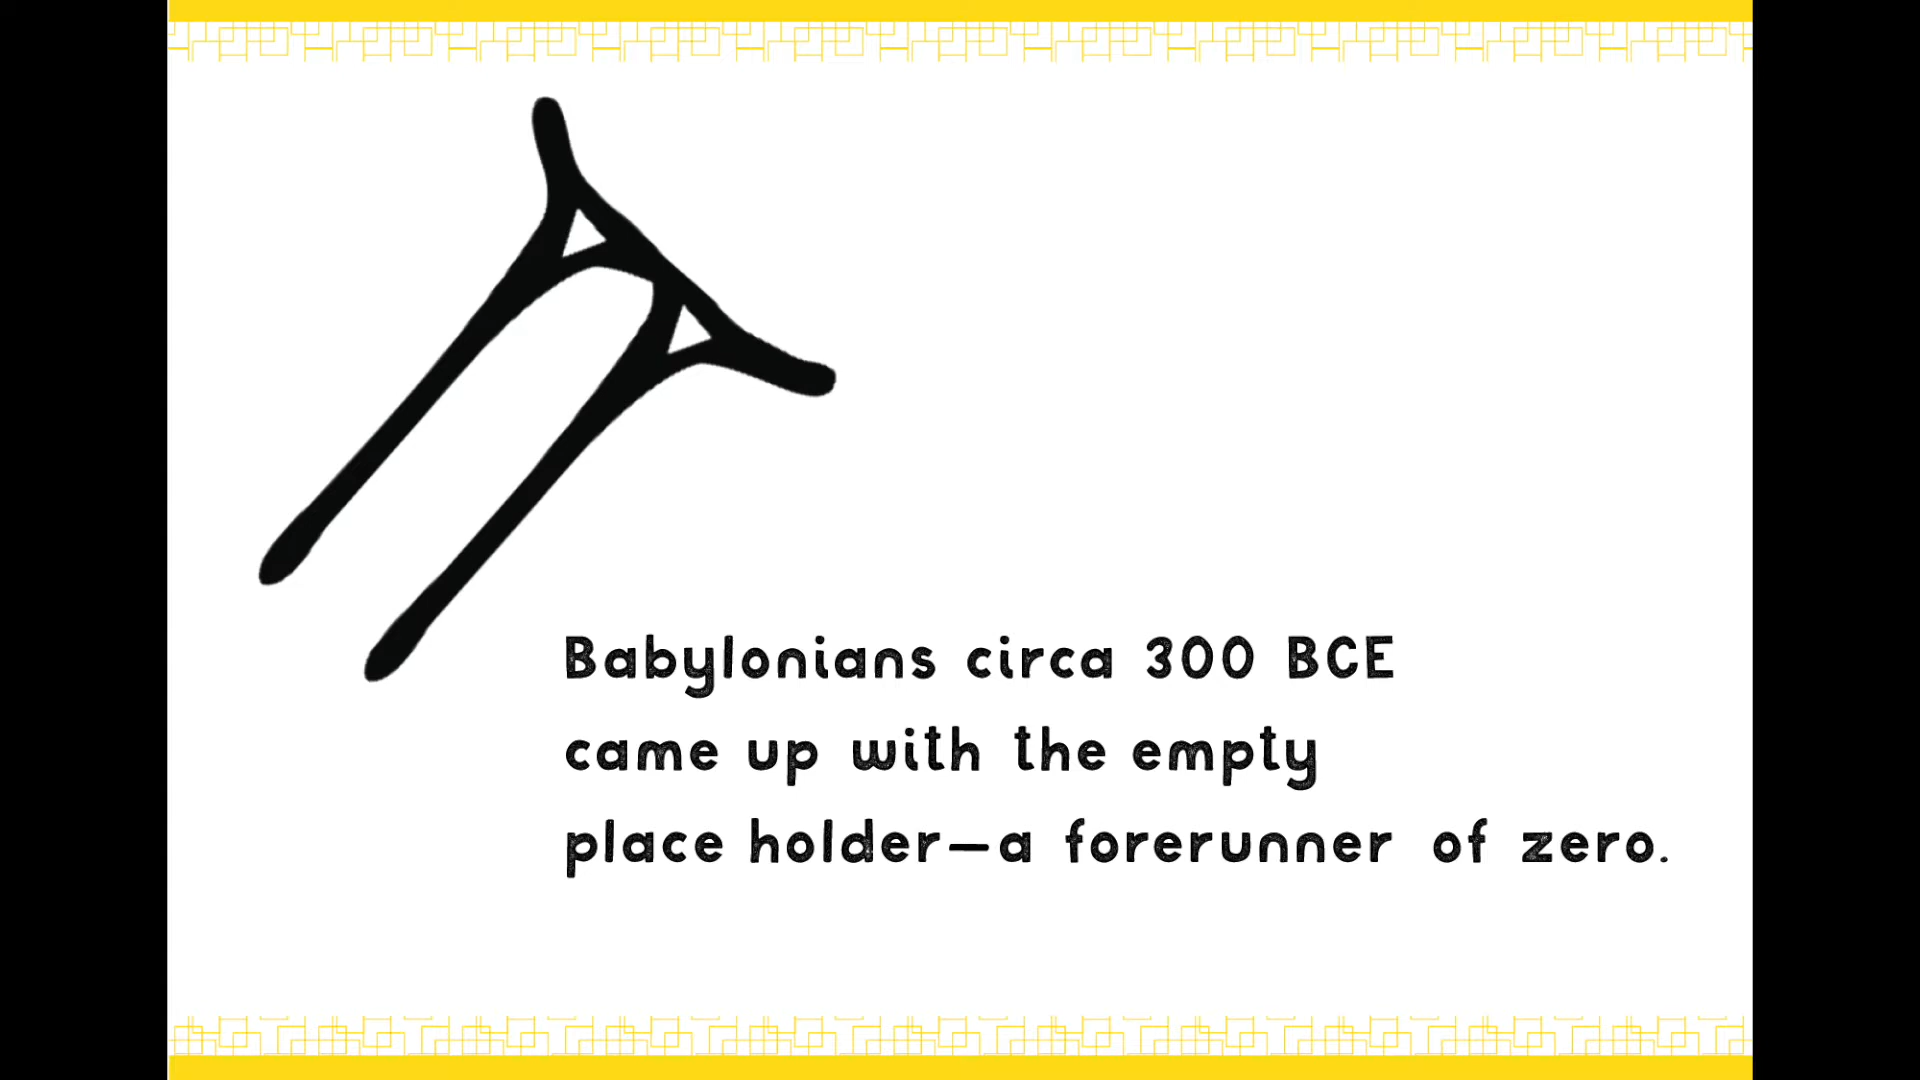 Babylonians circa 300 BCE
came up with the empty
place holder—a forerunner of zero.